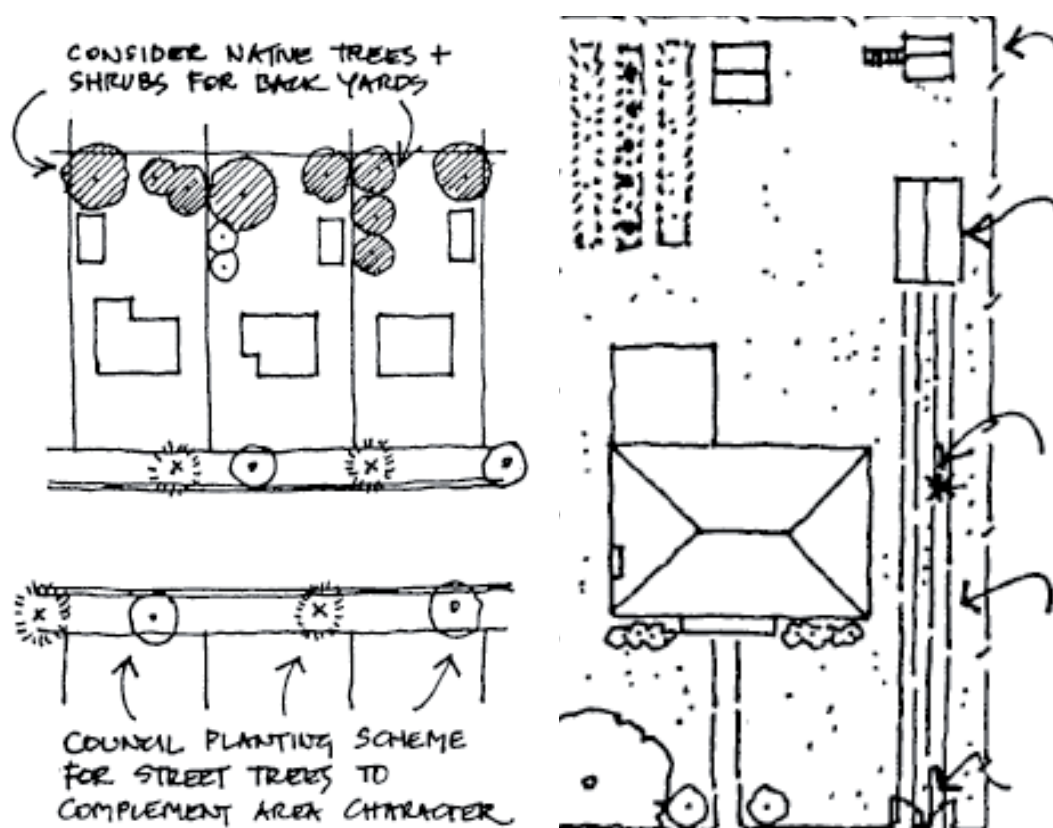 CONSIDER NATIVE TREES +
SHRUBS FOR BACK YARDS
COUNCIL PLANTING SCHEME
FOR STREET TREES TO
COMPLEMENT AREA CHARACTER